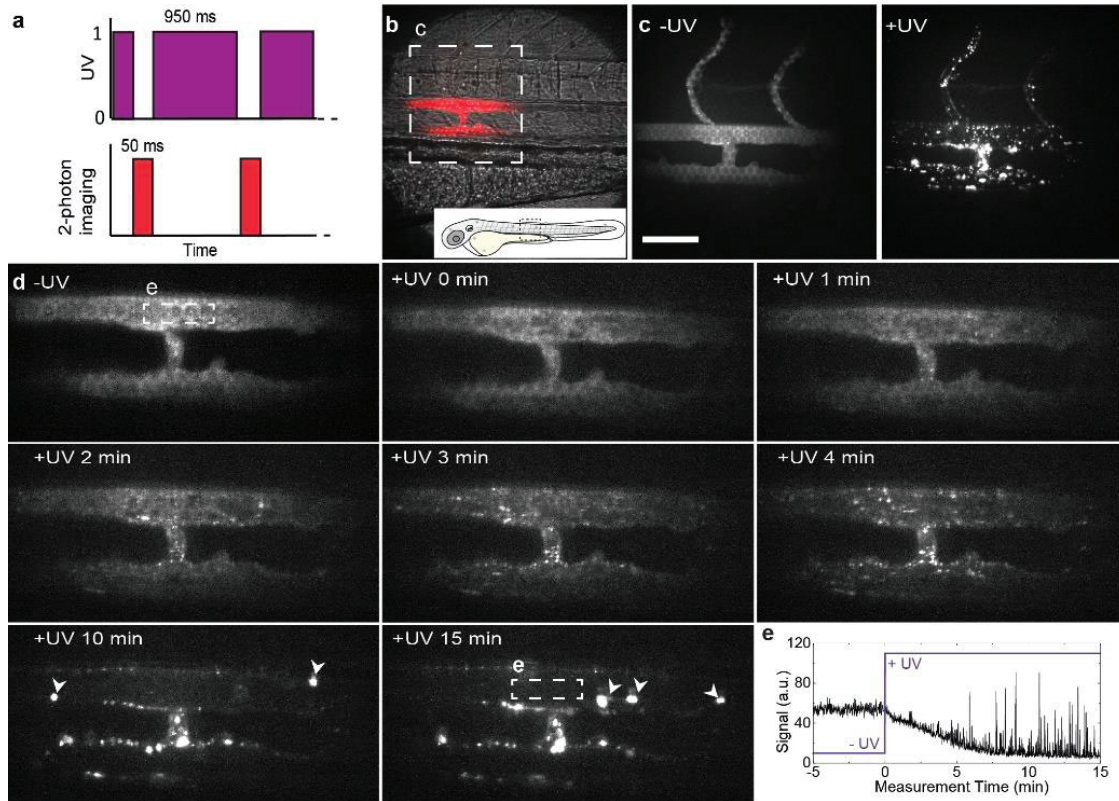 a
950 ms
1
UV
0
50 ms
2-photon
imaging
Time
b
c
c
-UV
+UV
d
-UV
e
+UV 0 min
+UV 1 min
+UV 2 min
+UV 3 min
+UV 4 min
+UV 10 min
+UV 15 min
e
e
120
80
40
0
Signal (a.u.)
+ UV
- UV
-5
0
5
10
15
Measurement Time (min)